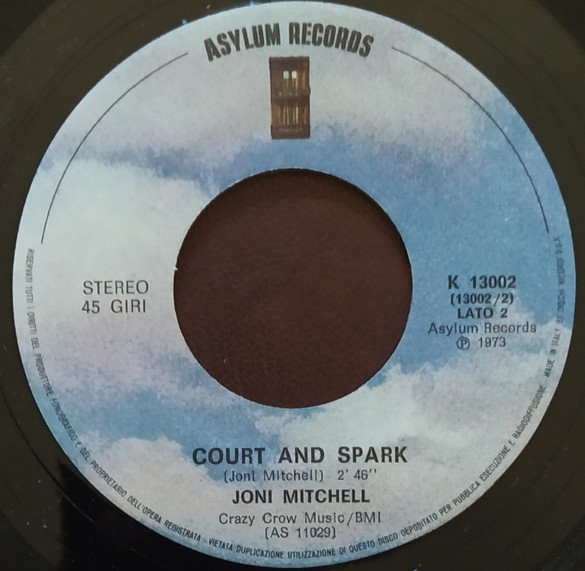 ASYLUM RECORDS
STEREO
45 GIRI
K 13002
(13002/2)
LATO 2
Asylum Records
Ⓟ 1973
COURT AND SPARK
(Joni Mitchell) 2' 46"
JONI MITCHELL
Crazy Crow Music/BMI
(AS 11029)
RISERVATI TUTTI I DIRITTI DEL PRODUTTORE FONOGRAFICO E DEL PROPRIETARIO DELL'OPERA REGISTRATA - VIETATA DUPLICAZIONE UTILIZZAZIONE DI QUESTO DISCO DEPOSITATO PER PUBBLICA ESECUZIONE E RADIODIFFUSIONE. MADE IN ITALY